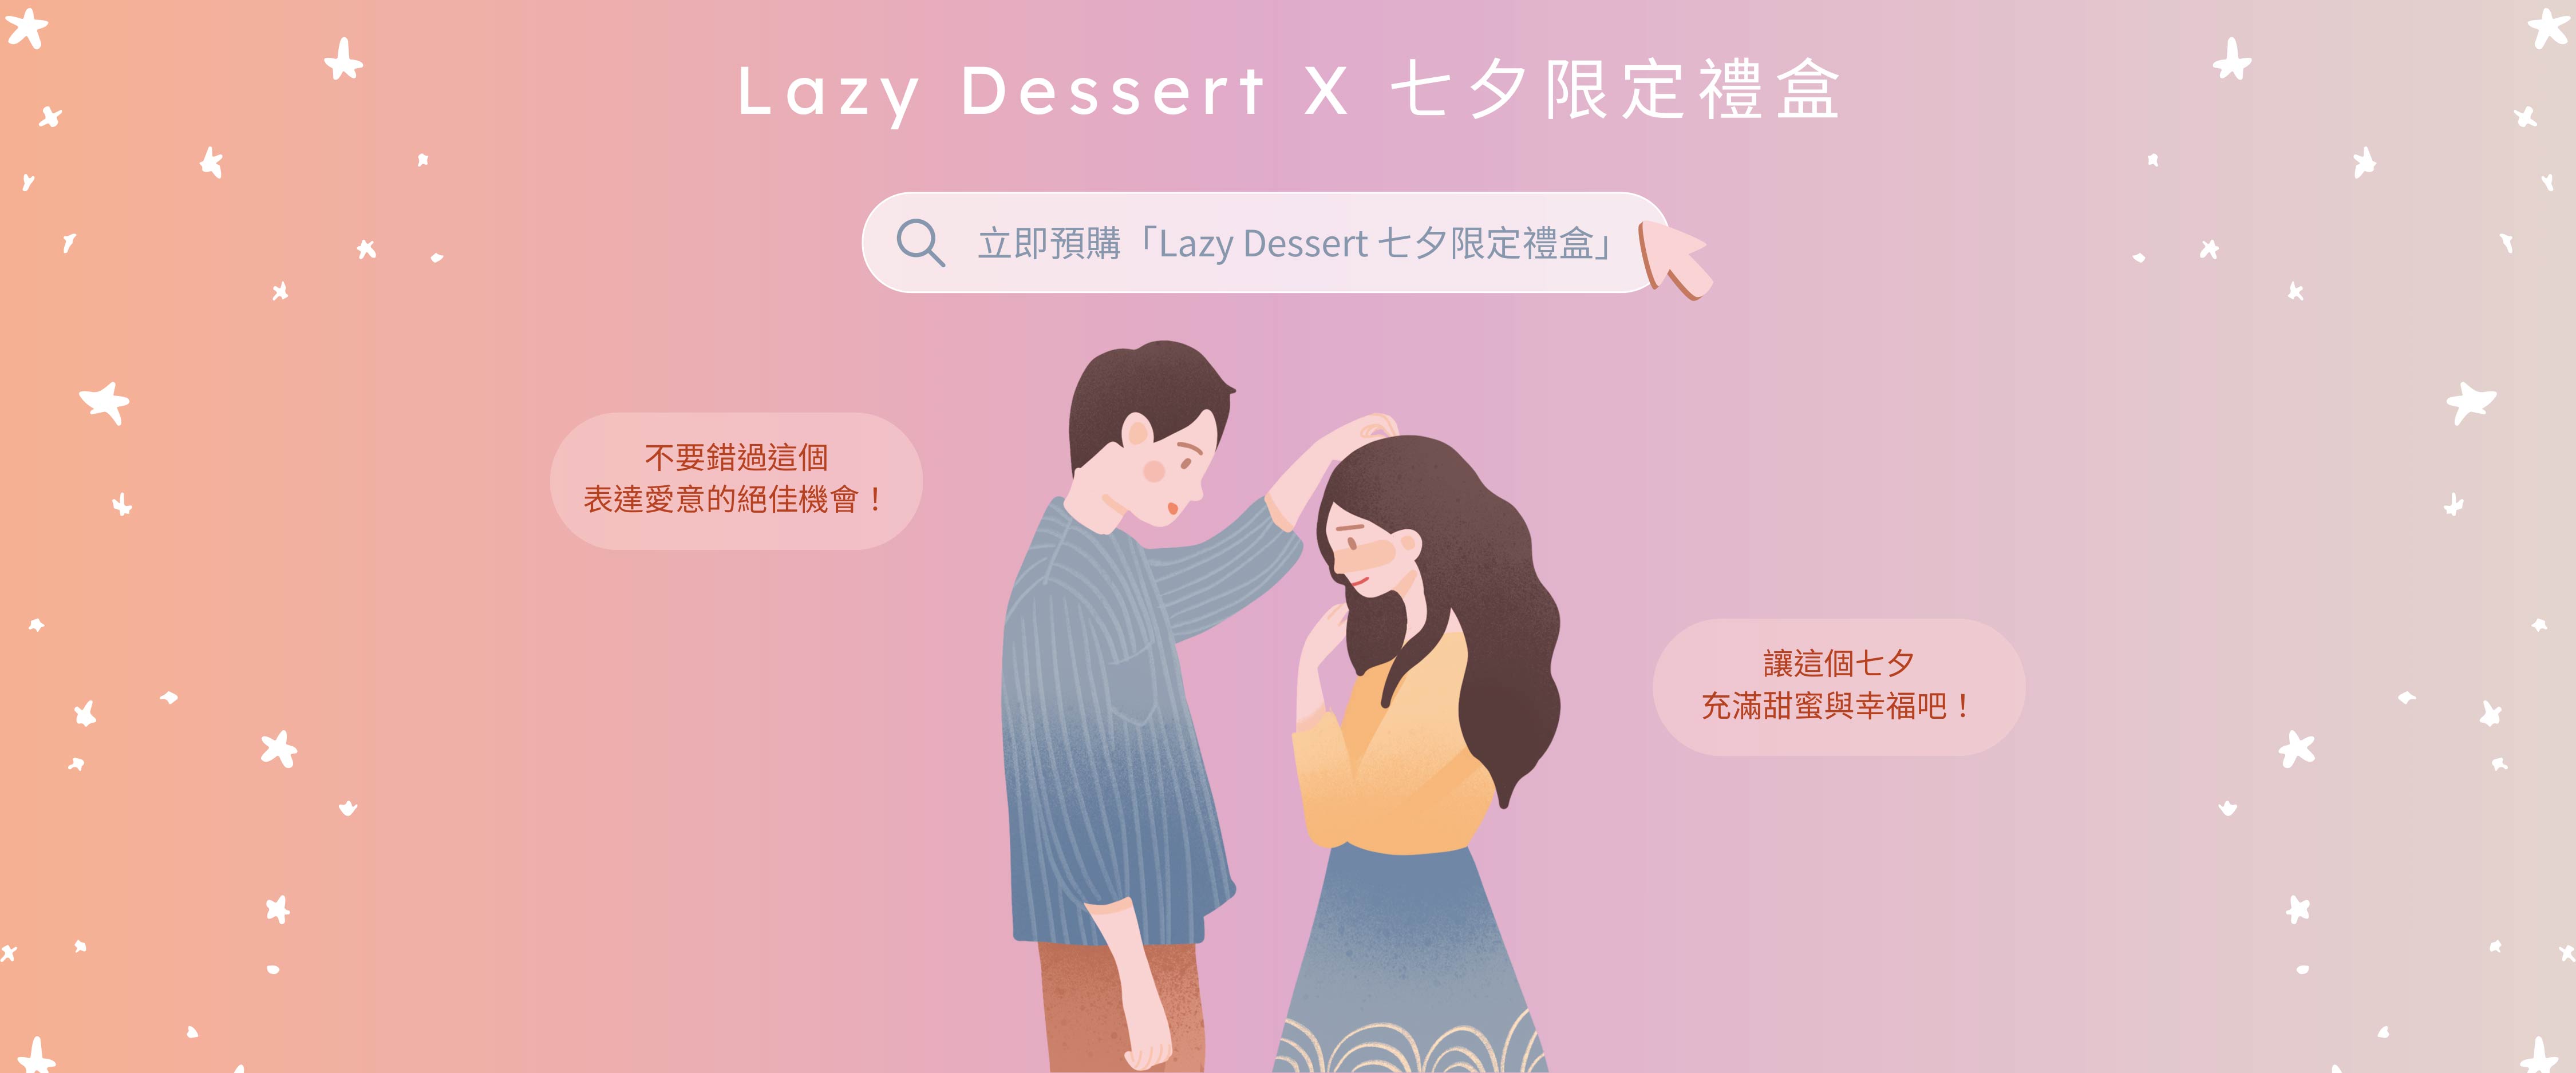 Lazy Dessert X 七夕限定禮盒
立即預購「Lazy Dessert 七夕限定禮盒」
不要錯過這個
表達愛意的絕佳機會！
讓這個七夕
充滿甜蜜與幸福吧！